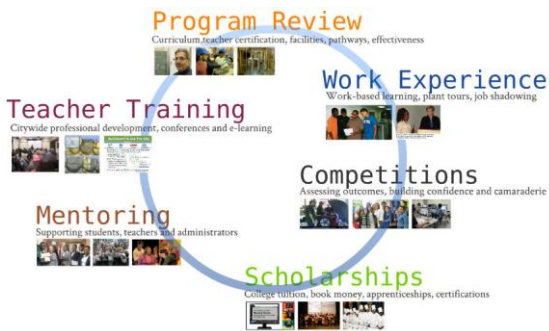 Program Review
Curriculum,teacher certification, facilities, pathways, effectiveness
Work Experience
Work-based learning, plant tours, job shadowing
Teacher Training
Citywide professional development, conferences and e-learning
Competitions
Assessing outcomes, building confidence and camaraderie
Mentoring
Supporting students, teachers and administrators
Scholarships
College tuition, book money, apprenticeships, certifications